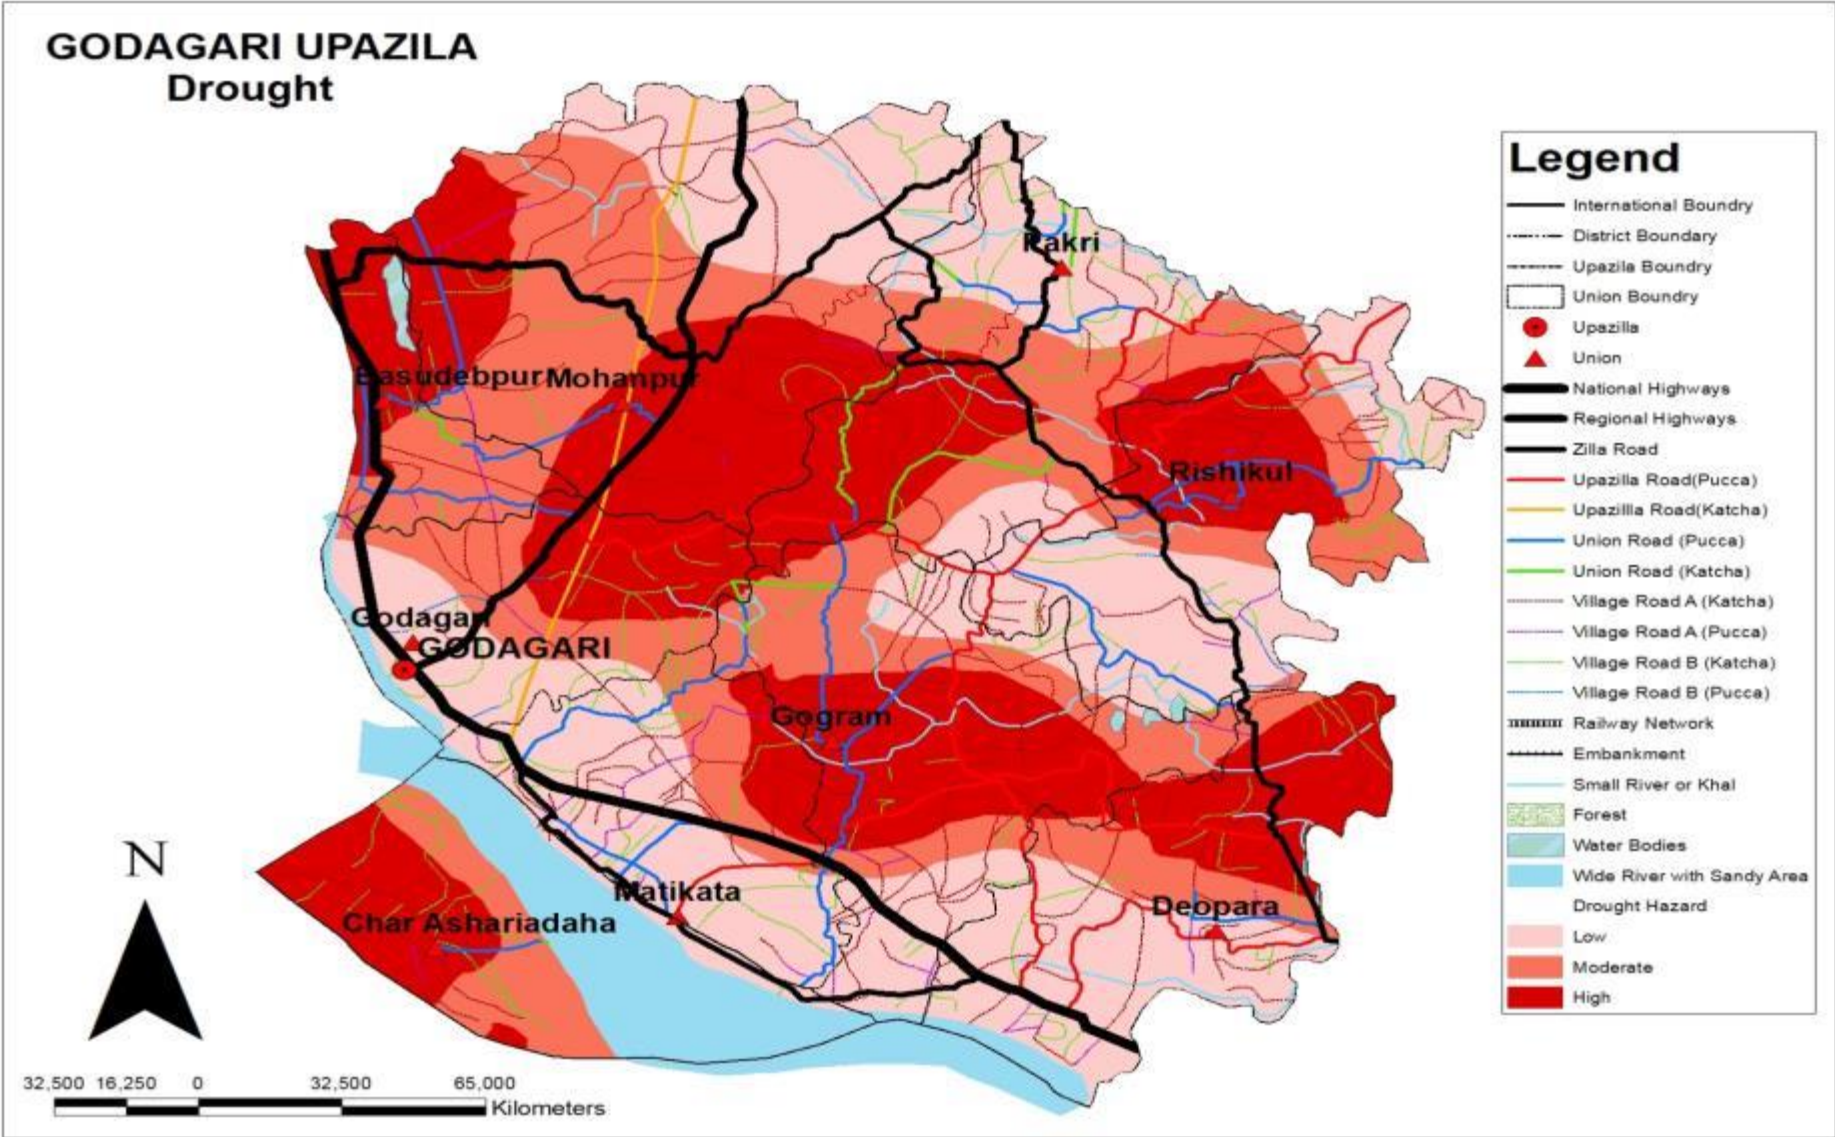 GODAGARI UPAZILA
Drought
Pakri
Basudebpur
Mohanpur
Rishikul
Godagari
GODAGARI
Gogram
Matikata
Char Ashariadaha
Deopara
N
32,500 16,250 0 32,500 65,000
Kilometers
Legend
International Boundry
District Boundary
Upazila Boundry
Union Boundry
Upazilla
Union
National Highways
Regional Highways
Zilla Road
Upazilla Road(Pucca)
Upazillla Road(Katcha)
Union Road (Pucca)
Union Road (Katcha)
Village Road A (Katcha)
Village Road A (Pucca)
Village Road B (Katcha)
Village Road B (Pucca)
Railway Network
Embankment
Small River or Khal
Forest
Water Bodies
Wide River with Sandy Area
Drought Hazard
Low
Moderate
High